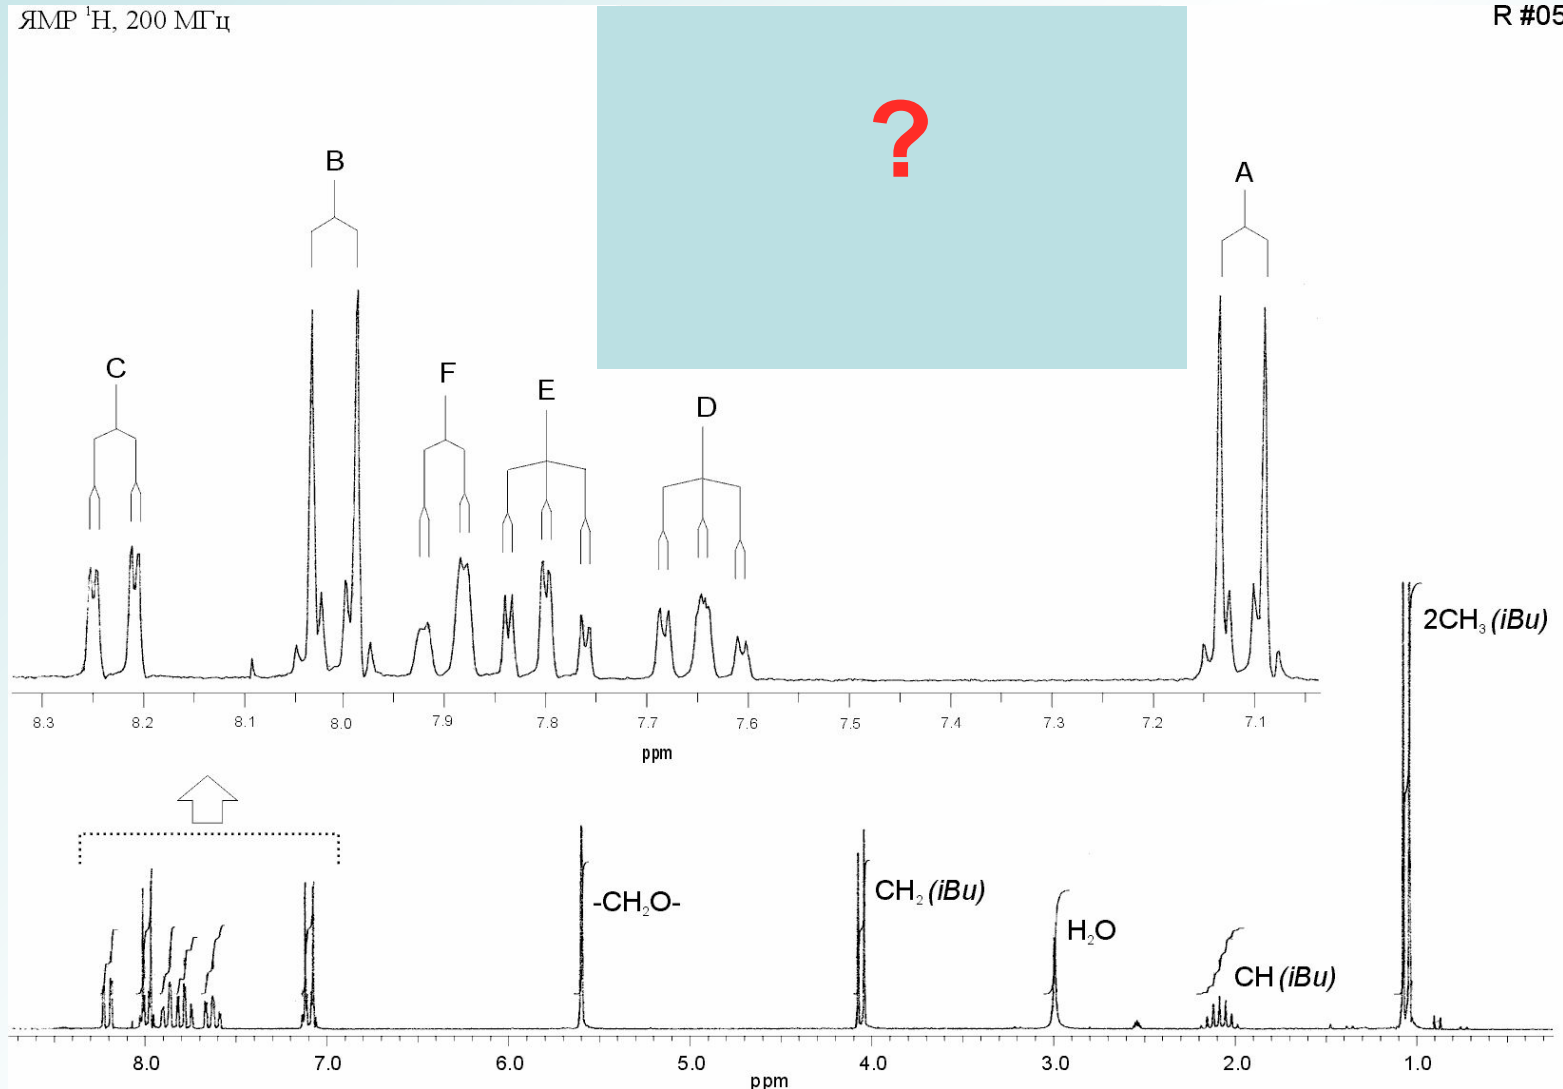 ЯМР ¹H, 200 МГц
R #05
?
B
A
C
F
E
D
8.3 8.2 8.1 8.0 7.9 7.8 7.7 7.6 7.5 7.4 7.3 7.2 7.1
ppm
2CH₃ (iBu)
-CH₂O-
CH₂ (iBu)
H₂O
CH (iBu)
8.0 7.0 6.0 5.0 4.0 3.0 2.0 1.0
ppm